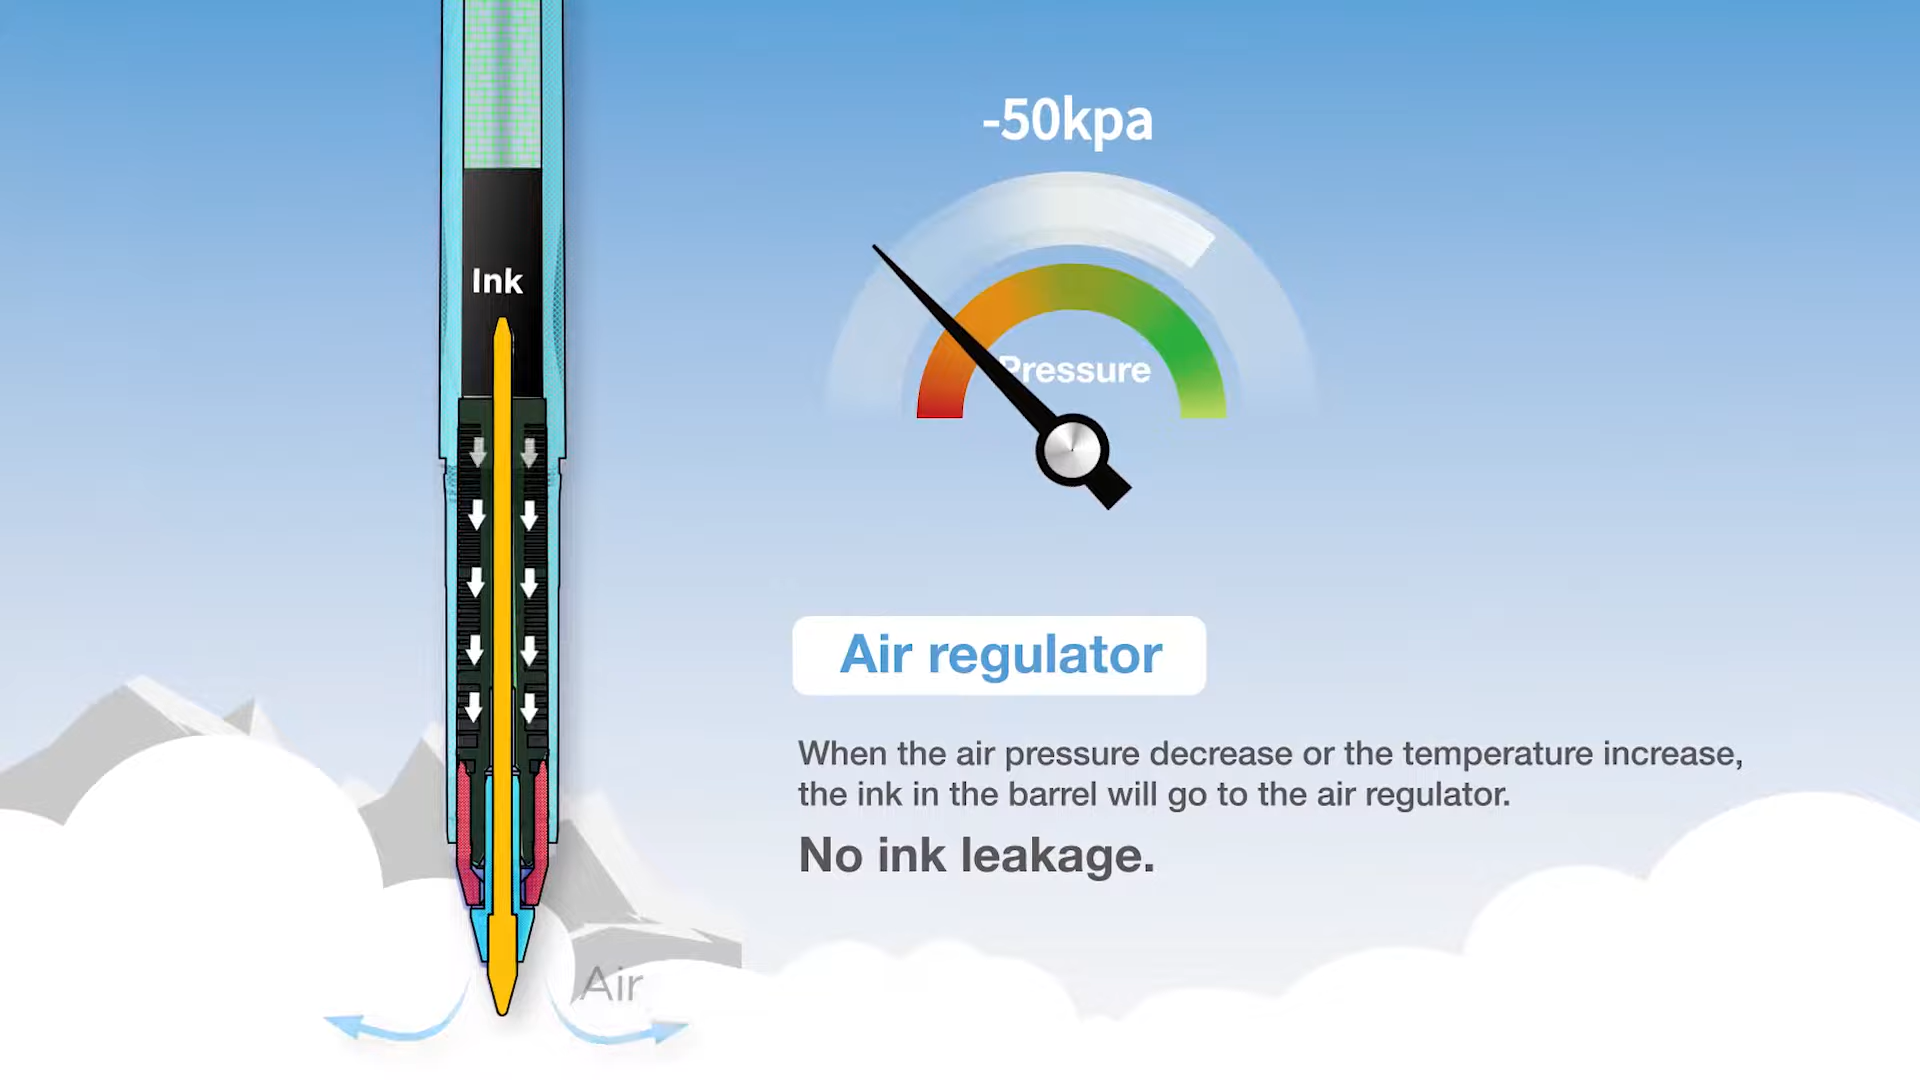 -50kpa
Ink
Pressure
Air regulator
When the air pressure decrease or the temperature increase,
the ink in the barrel will go to the air regulator.
No ink leakage.
Air